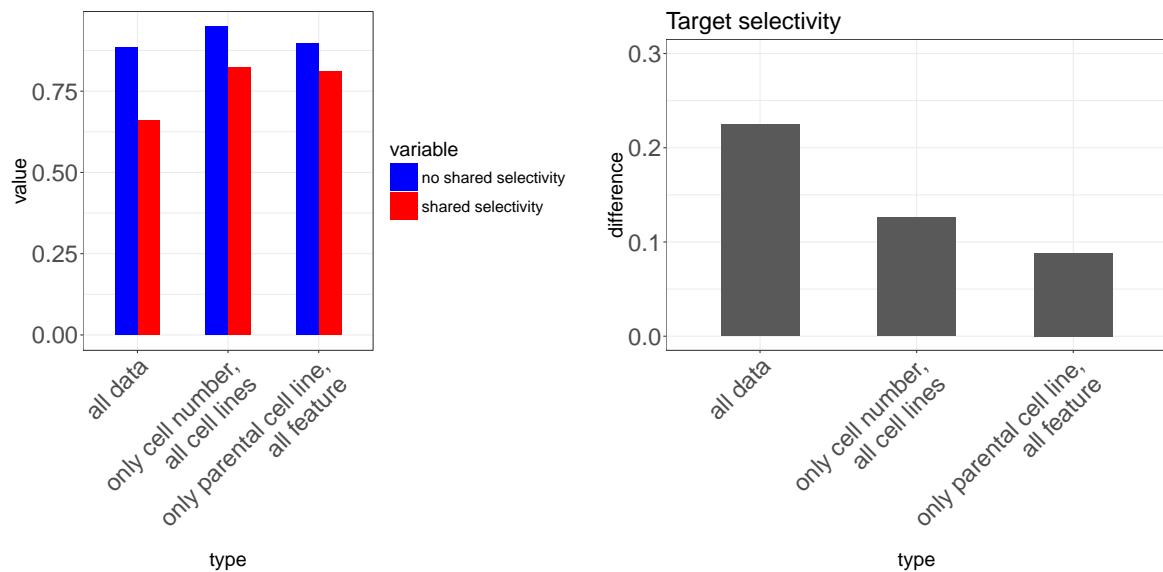 value
0.75
0.50
0.25
0.00
all data
only cell number,
all cell lines
only parental cell line,
all feature
type
variable
no shared selectivity
shared selectivity
Target selectivity
difference
0.3
0.2
0.1
0.0
all data
only cell number,
all cell lines
only parental cell line,
all feature
type